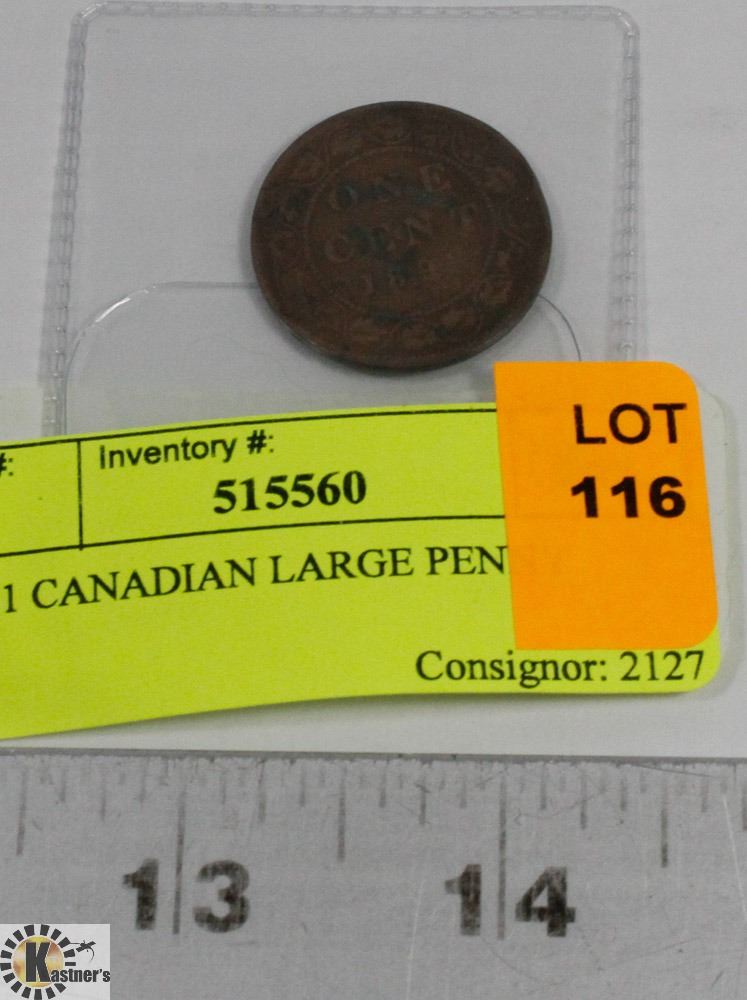 ONE
CENT
LOT
116
#:
Inventory #:
515560
1 CANADIAN LARGE PEN
Consignor: 2127
13
14
KASTNER'S